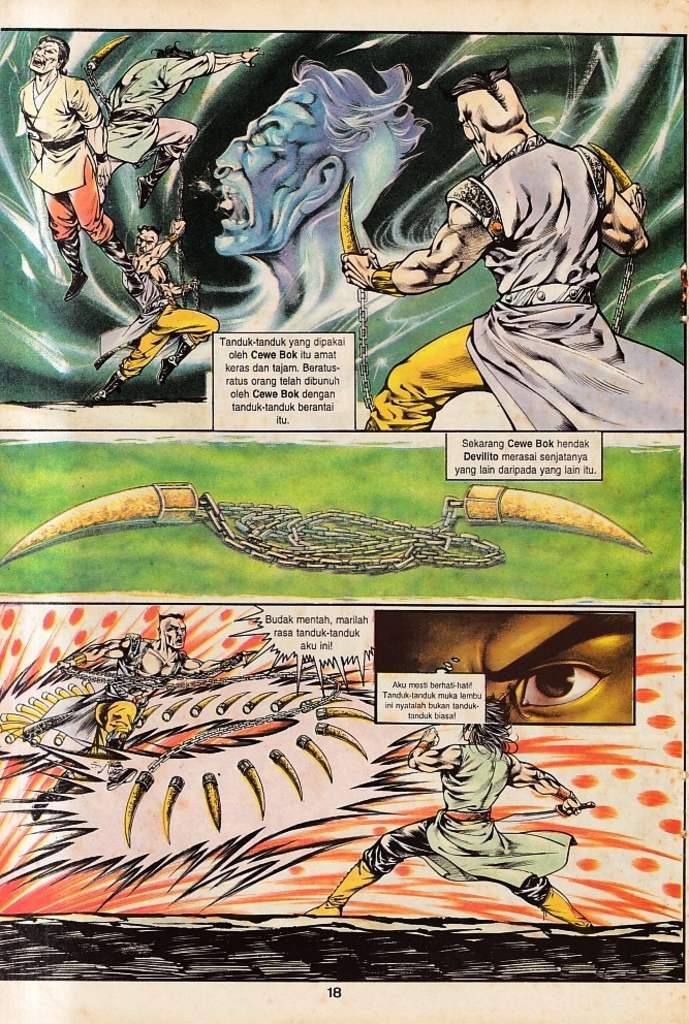 Tanduk-tanduk yang dipakai
oleh Cewe Bok itu amat
keras dan tajam. Beratus-
ratus orang telah dibunuh
oleh Cewe Bok dengan
tanduk-tanduk berantai
itu.
Sekarang Cewe Bok hendak
Devilito merasai senjatanya
yang lain daripada yang lain itu.
Budak mentah, marilah
rasa tanduk-tanduk
aku ini!
Aku mesti berhati-hati!
Tanduk-tanduk muka lembu
ini nyatalah bukan tanduk-
tanduk biasa!
18